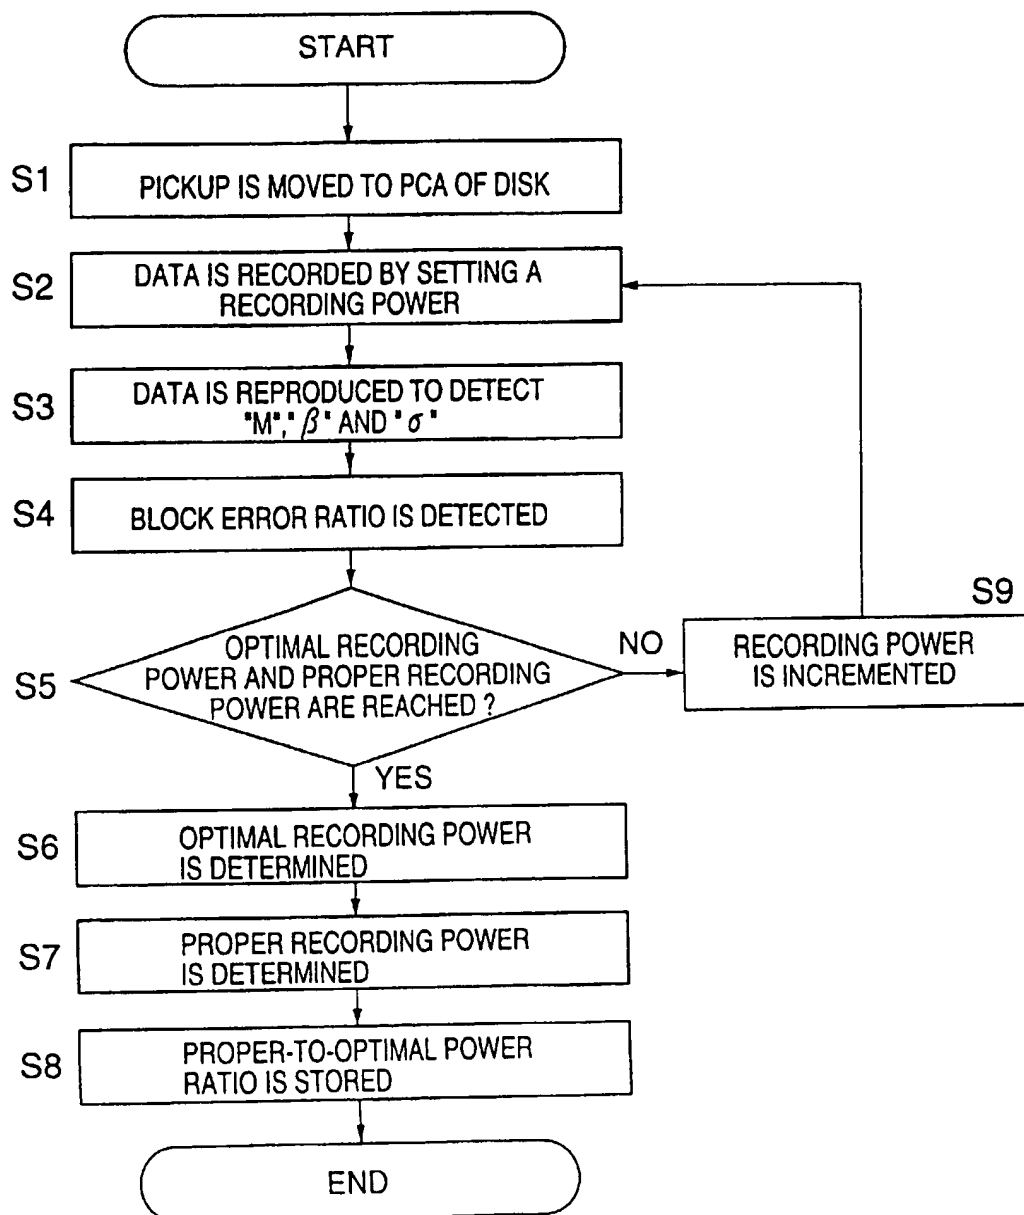 START
S1
PICKUP IS MOVED TO PCA OF DISK
S2
DATA IS RECORDED BY SETTING A
RECORDING POWER
S3
DATA IS REPRODUCED TO DETECT
"M", "β" AND "σ"
S4
BLOCK ERROR RATIO IS DETECTED
S5
OPTIMAL RECORDING
POWER AND PROPER RECORDING
POWER ARE REACHED ?
NO
S9
RECORDING POWER
IS INCREMENTED
YES
S6
OPTIMAL RECORDING POWER
IS DETERMINED
S7
PROPER RECORDING POWER
IS DETERMINED
S8
PROPER-TO-OPTIMAL POWER
RATIO IS STORED
END